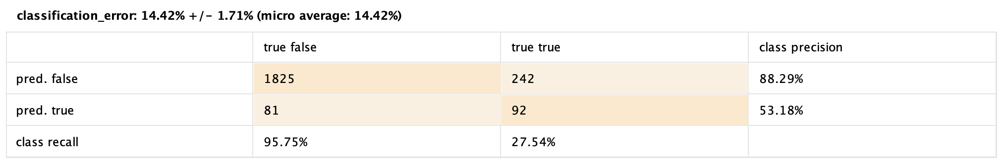 classification_error: 14.42% +/- 1.71% (micro average: 14.42%)
true false true true class precision
pred. false 1825 242 88.29%
pred. true 81 92 53.18%
class recall 95.75% 27.54%